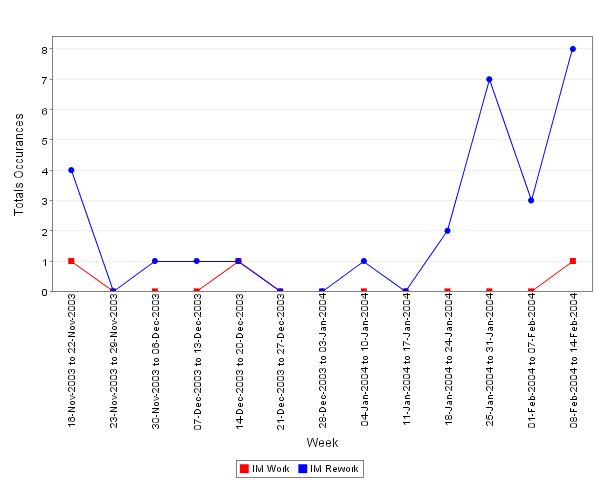 8
7
6
5
4
3
2
1
0
Totals Occurances
16-Nov-2003 to 22-Nov-2003
23-Nov-2003 to 29-Nov-2003
30-Nov-2003 to 06-Dec-2003
07-Dec-2003 to 13-Dec-2003
14-Dec-2003 to 20-Dec-2003
21-Dec-2003 to 27-Dec-2003
28-Dec-2003 to 03-Jan-2004
04-Jan-2004 to 10-Jan-2004
11-Jan-2004 to 17-Jan-2004
18-Jan-2004 to 24-Jan-2004
25-Jan-2004 to 31-Jan-2004
01-Feb-2004 to 07-Feb-2004
08-Feb-2004 to 14-Feb-2004
Week
IM Work IM Rework